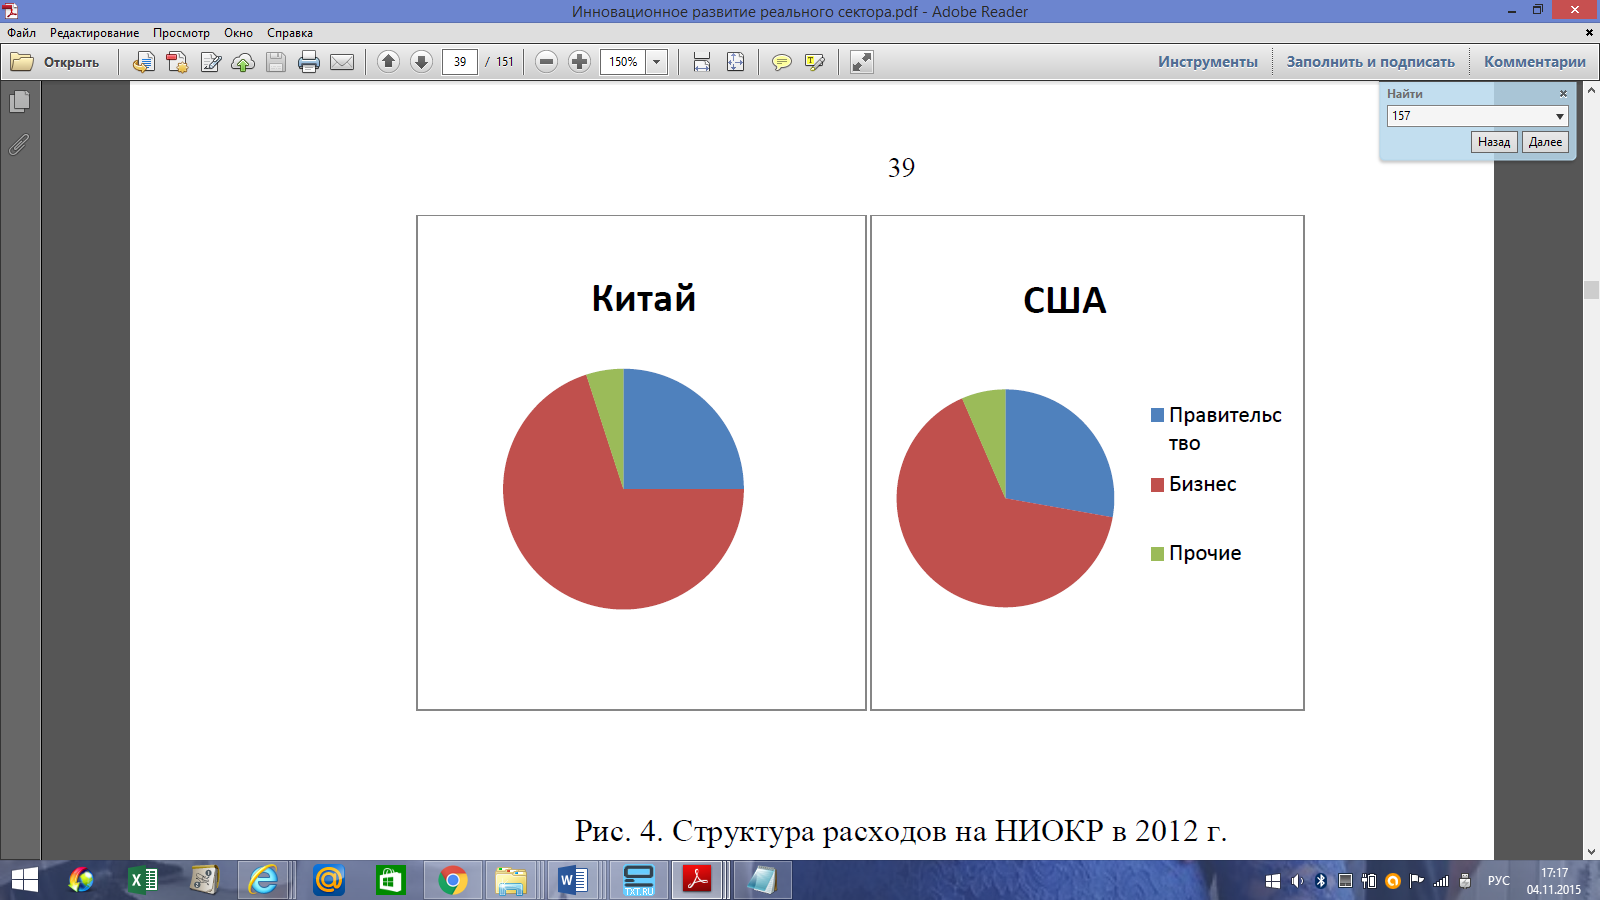 Инновационное развитие реального сектора.pdf - Adobe Reader
Файл Редактирование Просмотр Окно Справка
Открыть 39 / 151 150% Инструменты Заполнить и подписать Комментарии
Найти
157
Назад Далее
39
Китай
США
Правительс
тво
Бизнес
Прочие
Рис. 4. Структура расходов на НИОКР в 2012 г.
TXT.RU
РУС
17:17
04.11.2015